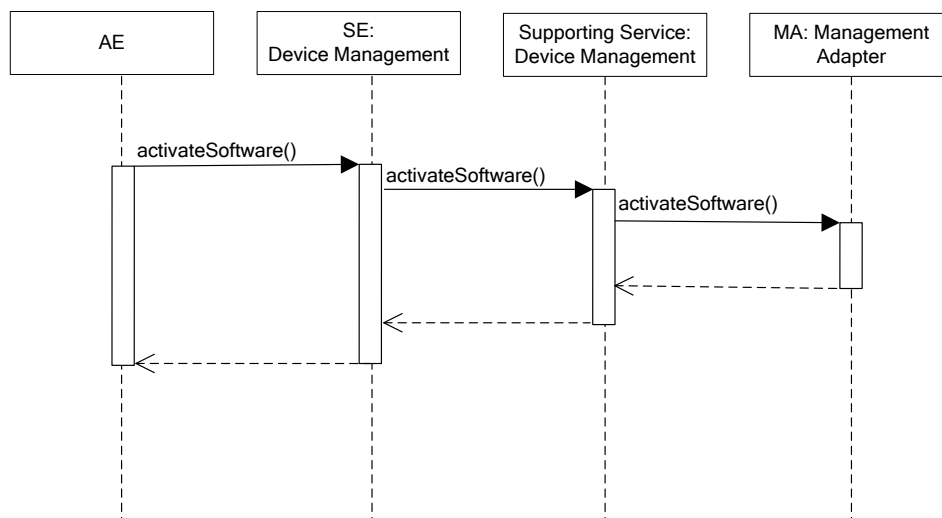 AE
SE:
Device Management
Supporting Service:
Device Management
MA: Management
Adapter
activateSoftware()
activateSoftware()
activateSoftware()